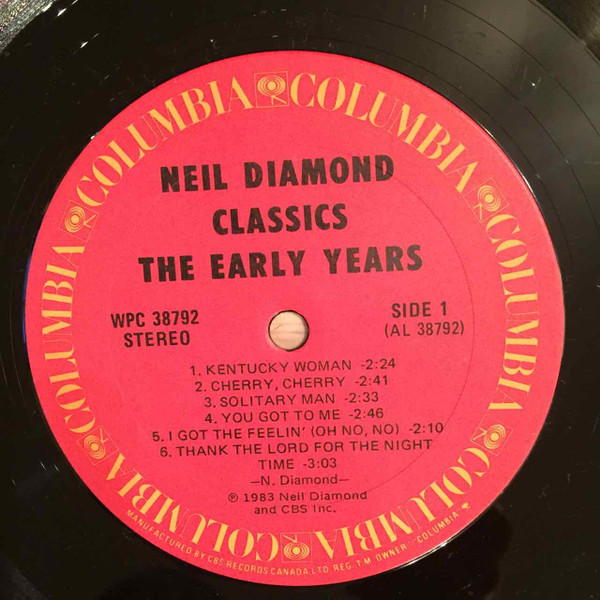 COLUMBIA COLUMBIA COLUMBIA COLUMBIA COLUMBIA COLUMBIA COLUMBIA COLUMBIA
NEIL DIAMOND
CLASSICS
THE EARLY YEARS
WPC 38792
STEREO
SIDE 1
(AL 38792)
1. KENTUCKY WOMAN -2:24
2. CHERRY, CHERRY -2:41
3. SOLITARY MAN -2:33
4. YOU GOT TO ME -2:46
5. I GOT THE FEELIN' (OH NO, NO) -2:10
6. THANK THE LORD FOR THE NIGHT
TIME -3:03
—N. Diamond—
℗ 1983 Neil Diamond
and CBS Inc.
MANUFACTURED BY CBS RECORDS CANADA LTD. REG. T.M. OWNER - COLUMBIA